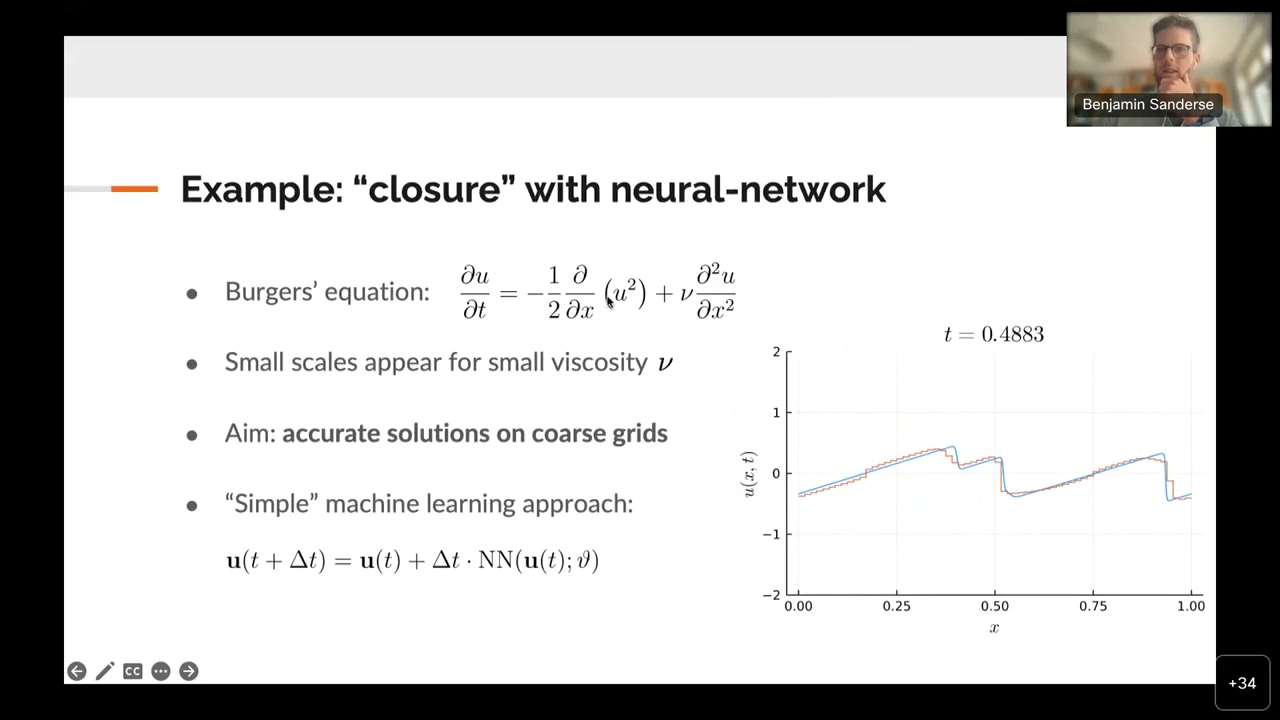 Benjamin Sanderse
Example: “closure” with neural-network
● Burgers’ equation: ∂u/∂t = −1/2 ∂/∂x (u²) + ν ∂²u/∂x²
● Small scales appear for small viscosity ν
● Aim: accurate solutions on coarse grids
● “Simple” machine learning approach:
u(t + Δt) = u(t) + Δt · NN(u(t); ϑ)
t = 0.4883
2
1
0
−1
−2
u(x, t)
0.00 0.25 0.50 0.75 1.00
x
CC
+34